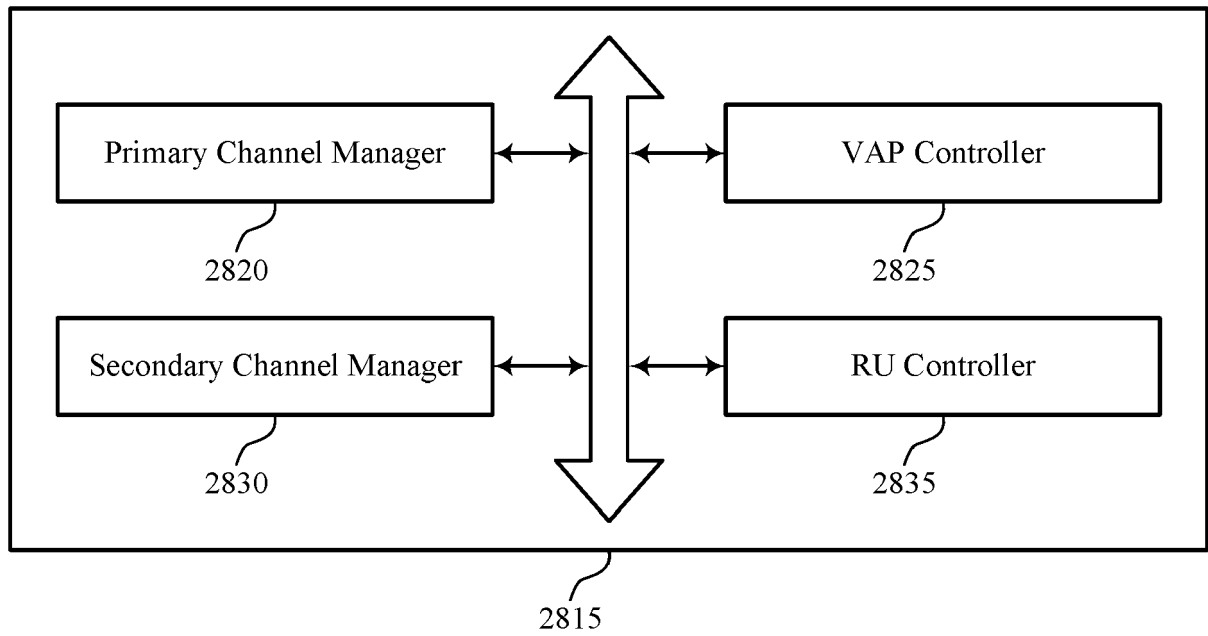 Primary Channel Manager
2820
VAP Controller
2825
Secondary Channel Manager
2830
RU Controller
2835
2815